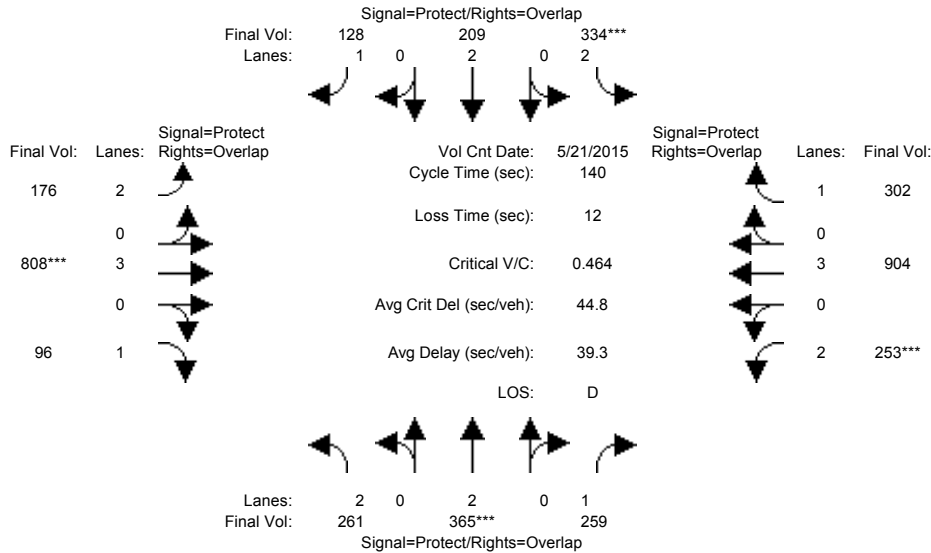 Signal=Protect/Rights=Overlap
Final Vol: 128 209 334***
Lanes: 1 0 2 0 2
Signal=Protect Signal=Protect
Final Vol: Lanes: Rights=Overlap Vol Cnt Date: 5/21/2015 Rights=Overlap Lanes: Final Vol:
Cycle Time (sec): 140
176 2 1 302
Loss Time (sec): 12
0 0
808*** 3 Critical V/C: 0.464 3 904
0 Avg Crit Del (sec/veh): 44.8 0
96 1 Avg Delay (sec/veh): 39.3 2 253***
LOS: D
Lanes: 2 0 2 0 1
Final Vol: 261 365*** 259
Signal=Protect/Rights=Overlap